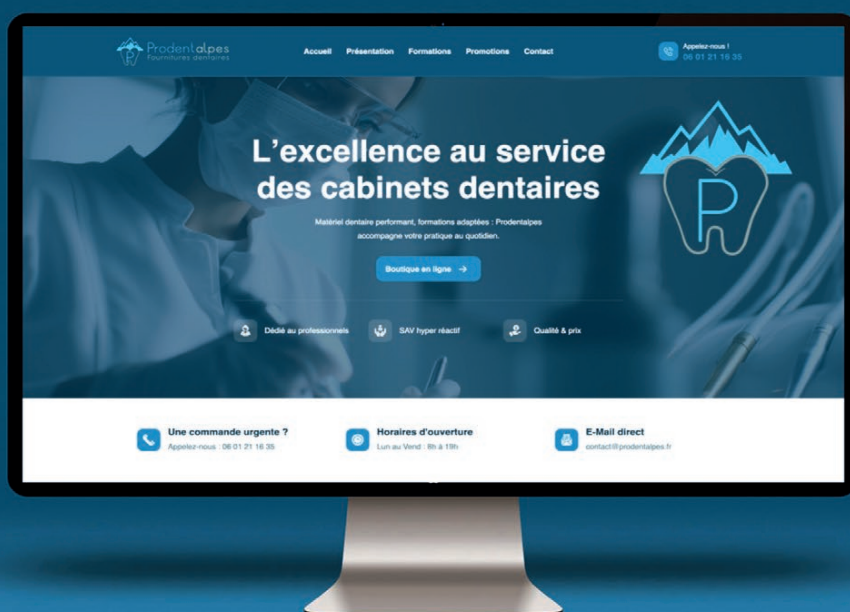 Prodentalpes
Fournitures dentaires
Accueil Présentation Formations Promotions Contact
Appelez-nous !
06 01 21 16 35
L'excellence au service
des cabinets dentaires
P
Matériel dentaire performant, formations adaptées : Prodentalpes
accompagne votre pratique au quotidien.
Boutique en ligne →
Dédié au professionnels SAV hyper réactif Qualité & prix
Une commande urgente ?
Appelez-nous : 06 01 21 16 35
Horaires d'ouverture
Lun au Vend : 8h à 19h
E-Mail direct
contact@prodentalpes.fr